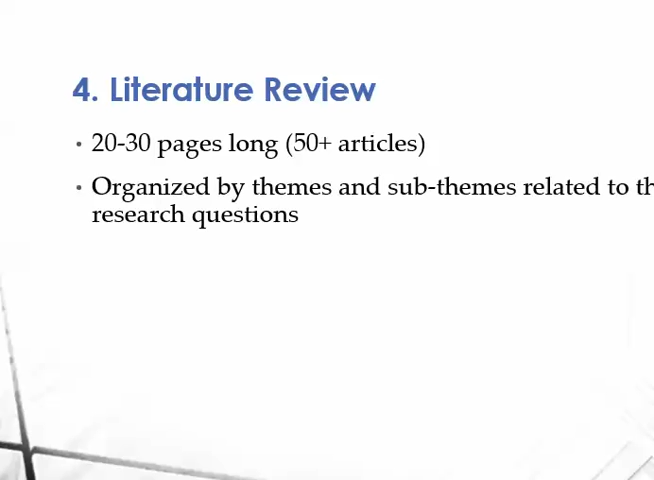 4. Literature Review
• 20-30 pages long (50+ articles)
• Organized by themes and sub-themes related to th
research questions